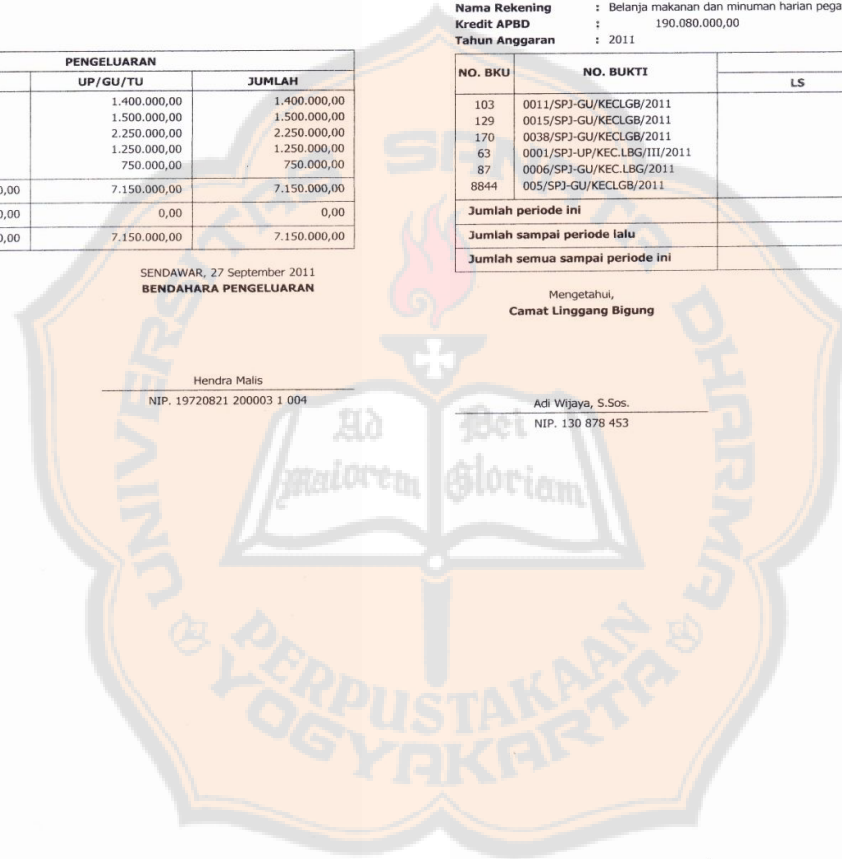 PENGELUARAN
UP/GU/TU JUMLAH
1.400.000,00 1.400.000,00
1.500.000,00 1.500.000,00
2.250.000,00 2.250.000,00
1.250.000,00 1.250.000,00
750.000,00 750.000,00
0,00 7.150.000,00 7.150.000,00
0,00 0,00 0,00
0,00 7.150.000,00 7.150.000,00
SENDAWAR, 27 September 2011
BENDAHARA PENGELUARAN
Hendra Malis
NIP. 19720821 200003 1 004
Nama Rekening : Belanja makanan dan minuman harian pega
Kredit APBD : 190.080.000,00
Tahun Anggaran : 2011
NO. BKU NO. BUKTI
LS
103 0011/SPJ-GU/KECLGB/2011
129 0015/SPJ-GU/KECLGB/2011
170 0038/SPJ-GU/KECLGB/2011
63 0001/SPJ-UP/KEC.LBG/III/2011
87 0006/SPJ-GU/KEC.LBG/2011
8844 005/SPJ-GU/KECLGB/2011
Jumlah periode ini
Jumlah sampai periode lalu
Jumlah semua sampai periode ini
Mengetahui,
Camat Linggang Bigung
Adi Wijaya, S.Sos.
NIP. 130 878 453
UNIVERSITAS SANATA DHARMA
Ad Dei
Maiorem Gloriam
PERPUSTAKAAN
YOGYAKARTA